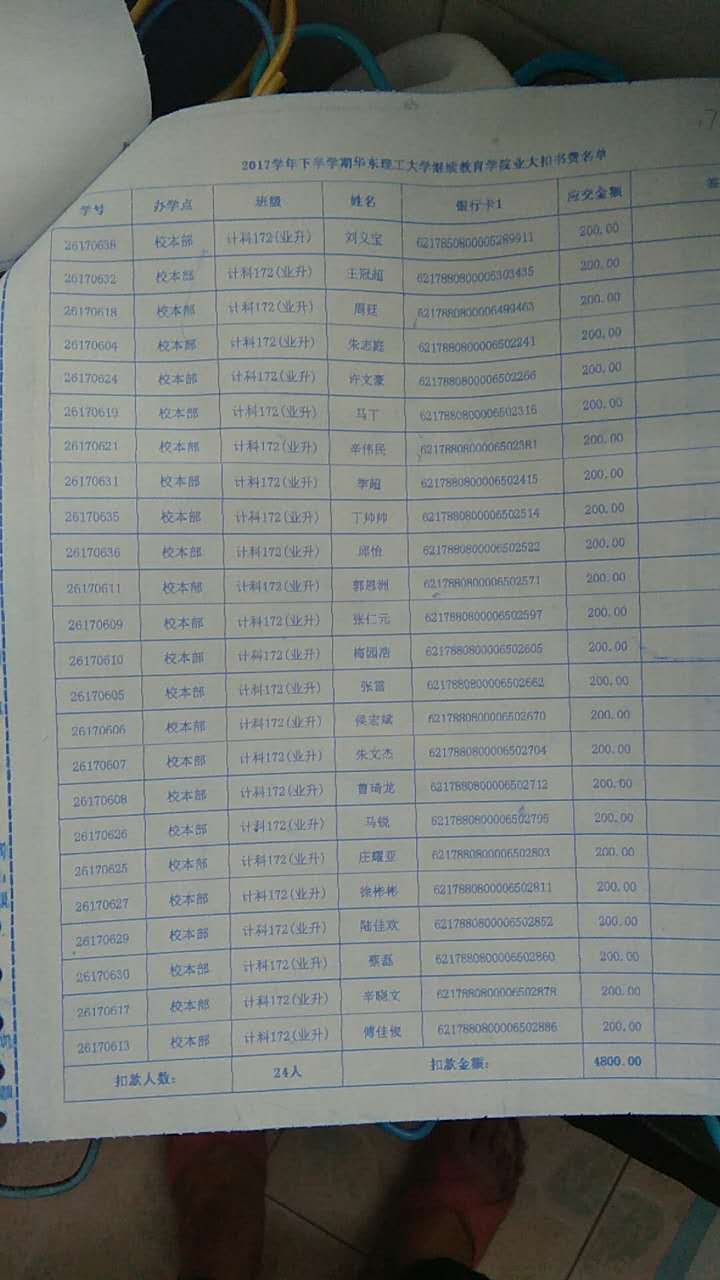 2017学年下半学期华东理工大学继续教育学院业大扣书费名单
学号 办学点 班级 姓名 银行卡1 应交金额
26170638 校本部 计科172(业升) 刘义宝 6217850800005289911 200.00
26170632 校本部 计科172(业升) 王冠超 6217880800006303435 200.00
26170618 校本部 计科172(业升) 周廷 6217880800006499463 200.00
26170604 校本部 计科172(业升) 朱志庭 6217880800006502241 200.00
26170624 校本部 计科172(业升) 许文豪 6217880800006502266 200.00
26170619 校本部 计科172(业升) 马丁 6217880800006502316 200.00
26170621 校本部 计科172(业升) 辛伟民 6217880800006502381 200.00
26170631 校本部 计科172(业升) 李超 6217880800006502415 200.00
26170635 校本部 计科172(业升) 丁帅帅 6217880800006502514 200.00
26170636 校本部 计科172(业升) 邱怡 6217880800006502522 200.00
26170611 校本部 计科172(业升) 郭恩洲 6217880800006502571 200.00
26170609 校本部 计科172(业升) 张仁元 6217880800006502597 200.00
26170610 校本部 计科172(业升) 梅园浩 6217880800006502605 200.00
26170605 校本部 计科172(业升) 张雷 6217880800006502662 200.00
26170606 校本部 计科172(业升) 侯宏斌 6217880800006502670 200.00
26170607 校本部 计科172(业升) 朱文杰 6217880800006502704 200.00
26170608 校本部 计科172(业升) 曹琦龙 6217880800006502712 200.00
26170626 校本部 计科172(业升) 马锐 6217880800006502795 200.00
26170625 校本部 计科172(业升) 庄耀亚 6217880800006502803 200.00
26170627 校本部 计科172(业升) 徐彬彬 6217880800006502811 200.00
26170629 校本部 计科172(业升) 陆佳欢 6217880800006502852 200.00
26170630 校本部 计科172(业升) 蔡磊 6217880800006502860 200.00
26170617 校本部 计科172(业升) 辛晓文 6217880800006502878 200.00
26170613 校本部 计科172(业升) 傅佳俊 6217880800006502886 200.00
扣款人数: 24人 扣款金额: 4800.00